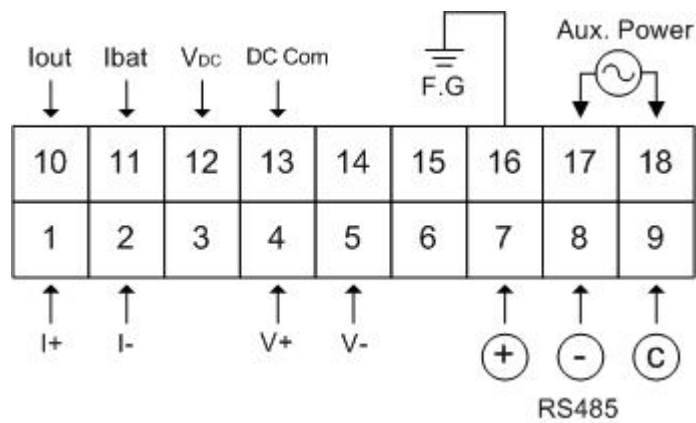 Aux. Power
Iout Ibat VDC DC Com
F.G
10 11 12 13 14 15 16 17 18
1 2 3 4 5 6 7 8 9
I+ I- V+ V- + - C
RS485